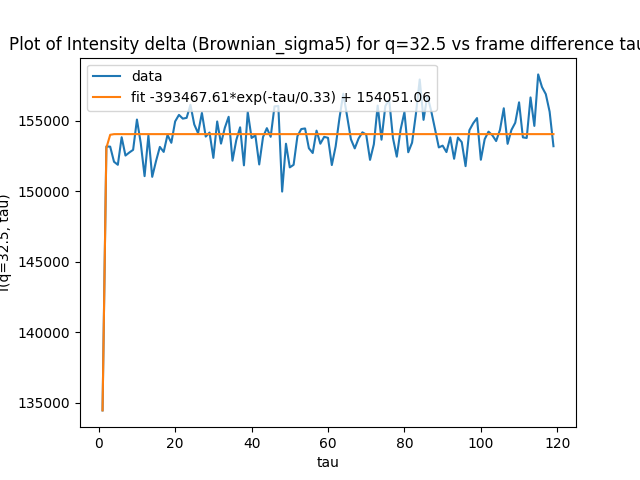 Plot of Intensity delta (Brownian_sigma5) for q=32.5 vs frame difference tau
data
fit -393467.61*exp(-tau/0.33) + 154051.06
155000
150000
145000
140000
135000
(q=32.5, tau)
0 20 40 60 80 100 120
tau